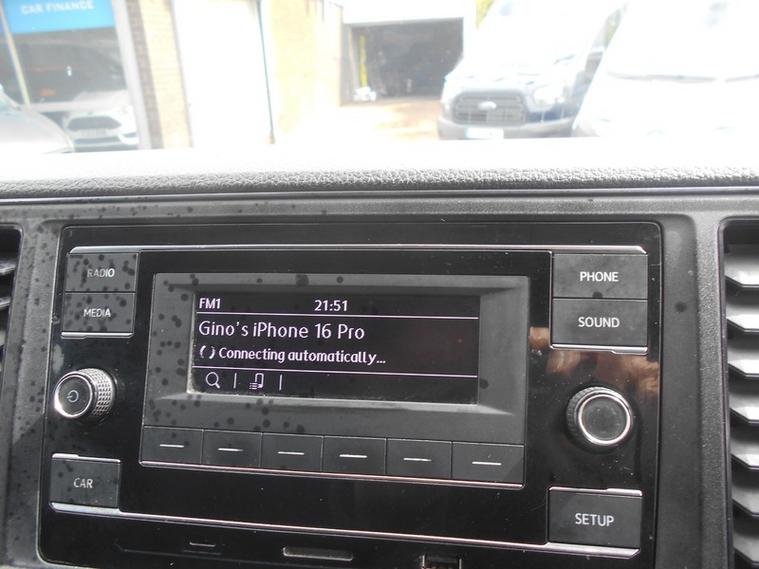 CAR FINANCE
RADIO
MEDIA
FM1 21:51
Gino's iPhone 16 Pro
Connecting automatically...
PHONE
SOUND
CAR
SETUP